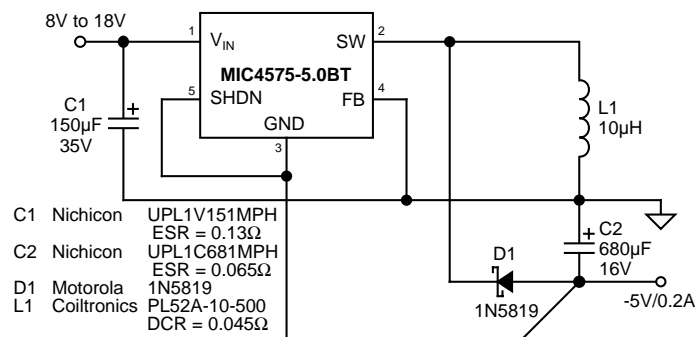 8V to 18V
1
VIN
SW
2
MIC4575-5.0BT
5
SHDN
FB
4
GND
3
C1
+
150µF
35V
L1
10µH
C1 Nichicon UPL1V151MPH
ESR = 0.13Ω
C2 Nichicon UPL1C681MPH
ESR = 0.065Ω
D1 Motorola 1N5819
L1 Coiltronics PL52A-10-500
DCR = 0.045Ω
+
C2
680µF
16V
D1
1N5819
-5V/0.2A